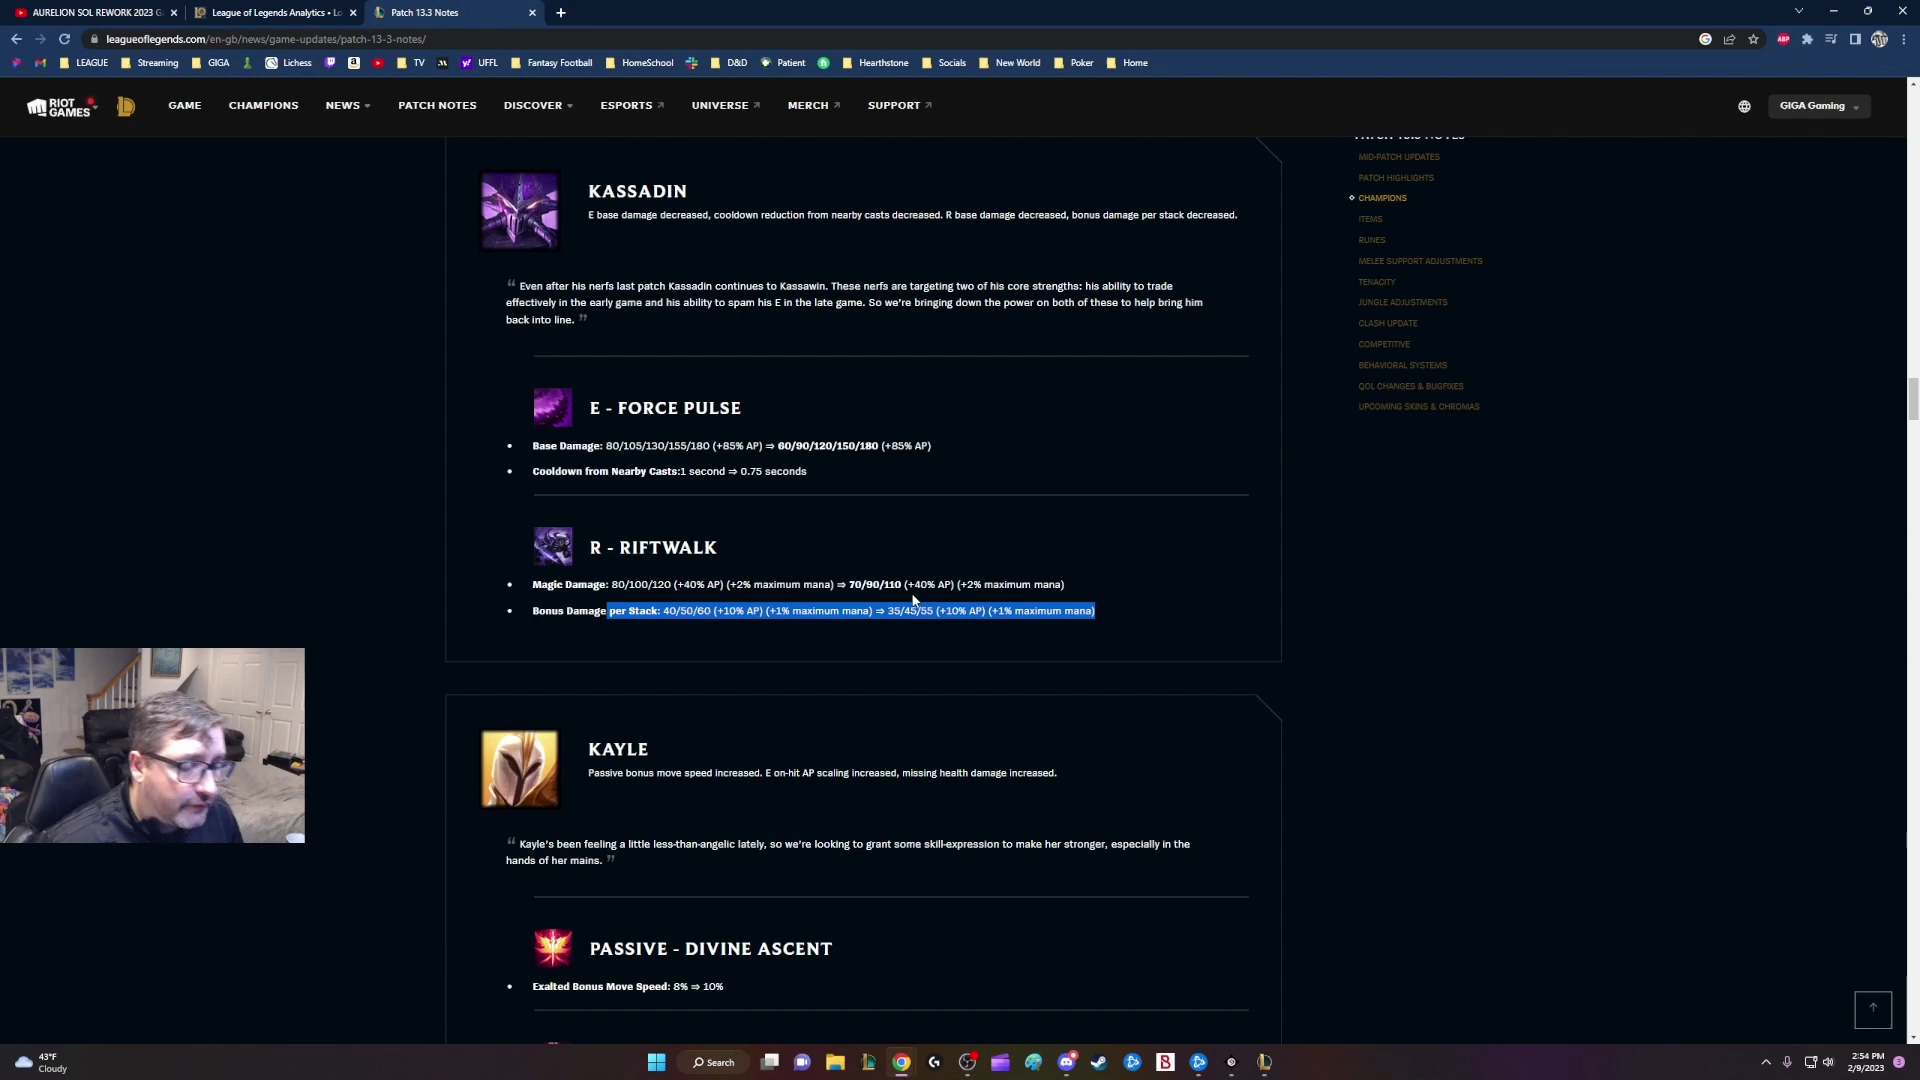 AURELION SOL REWORK 2023 G
League of Legends Analytics • Lo
Patch 13.3 Notes
leagueoflegends.com/en-gb/news/game-updates/patch-13-3-notes/
LEAGUE Streaming GIGA Lichess TV UFFL Fantasy Football HomeSchool D&D Patient Hearthstone Socials New World Poker Home
RIOT GAMES GAME CHAMPIONS NEWS PATCH NOTES DISCOVER ESPORTS UNIVERSE MERCH SUPPORT GIGA Gaming
PATCH 13.3 NOTES
MID-PATCH UPDATES
PATCH HIGHLIGHTS
CHAMPIONS
ITEMS
RUNES
MELEE SUPPORT ADJUSTMENTS
TENACITY
JUNGLE ADJUSTMENTS
CLASH UPDATE
COMPETITIVE
BEHAVIORAL SYSTEMS
QOL CHANGES & BUGFIXES
UPCOMING SKINS & CHROMAS
KASSADIN
E base damage decreased, cooldown reduction from nearby casts decreased. R base damage decreased, bonus damage per stack decreased.
“ Even after his nerfs last patch Kassadin continues to Kassawin. These nerfs are targeting two of his core strengths: his ability to trade
effectively in the early game and his ability to spam his E in the late game. So we're bringing down the power on both of these to help bring him
back into line. ”
E - FORCE PULSE
• Base Damage: 80/105/130/155/180 (+85% AP) ⇒ 60/90/120/150/180 (+85% AP)
• Cooldown from Nearby Casts:1 second ⇒ 0.75 seconds
R - RIFTWALK
• Magic Damage: 80/100/120 (+40% AP) (+2% maximum mana) ⇒ 70/90/110 (+40% AP) (+2% maximum mana)
• Bonus Damage per Stack: 40/50/60 (+10% AP) (+1% maximum mana) ⇒ 35/45/55 (+10% AP) (+1% maximum mana)
KAYLE
Passive bonus move speed increased. E on-hit AP scaling increased, missing health damage increased.
“ Kayle's been feeling a little less-than-angelic lately, so we're looking to grant some skill-expression to make her stronger, especially in the
hands of her mains. ”
PASSIVE - DIVINE ASCENT
• Exalted Bonus Move Speed: 8% ⇒ 10%
43°F
Cloudy
Search
2:54 PM
2/9/2023
3